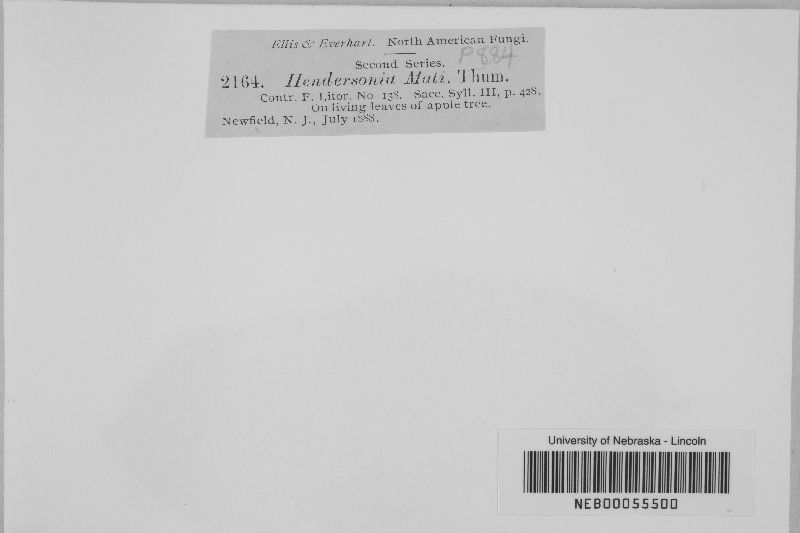 Ellis & Everhart. North American Fungi.
P884
Second Series.
2164. Hendersonia Mali, Thum.
Contr. F. Litor. No 138. Sacc. Syll. III, p. 428.
On living leaves of apple tree.
Newfield, N. J., July 1888.
University of Nebraska - Lincoln
NEB00055500